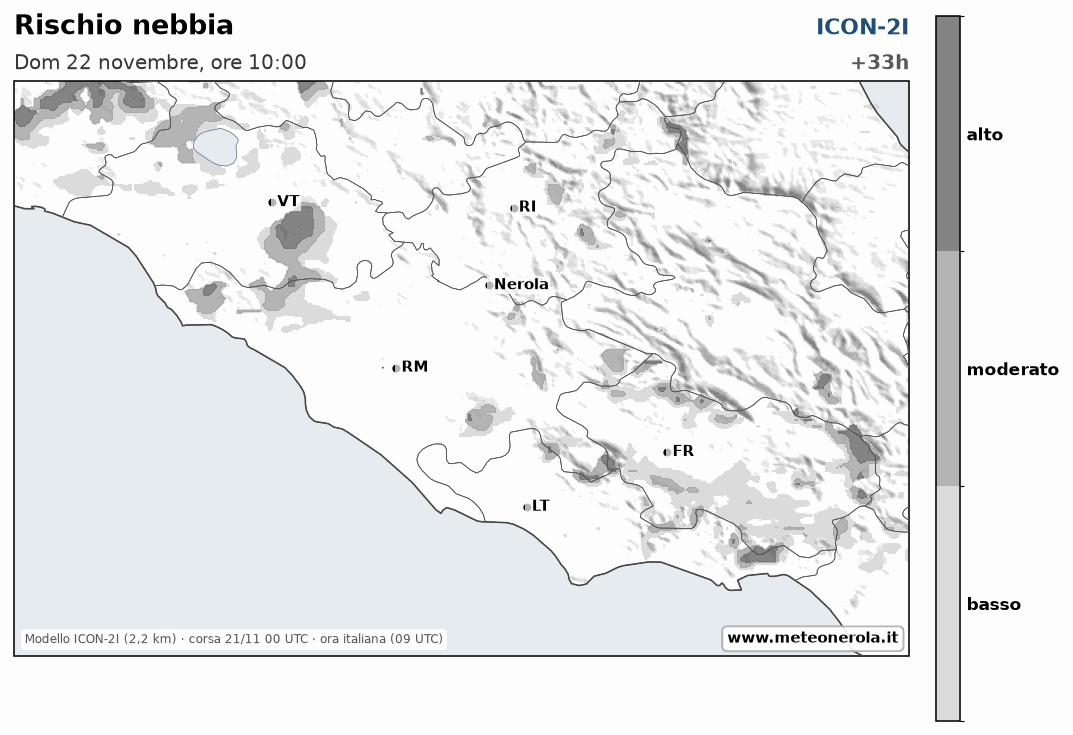 Rischio nebbia
ICON-2I
Dom 22 novembre, ore 10:00
+33h
alto
VT
RI
Nerola
moderato
RM
FR
LT
basso
Modello ICON-2I (2,2 km) · corsa 21/11 00 UTC · ora italiana (09 UTC)
www.meteonerola.it